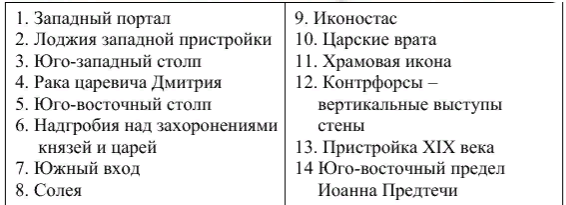 1. Западный портал
2. Лоджия западной пристройки
3. Юго-западный столп
4. Рака царевича Дмитрия
5. Юго-восточный столп
6. Надгробия над захоронениями
князей и царей
7. Южный вход
8. Солея
9. Иконостас
10. Царские врата
11. Храмовая икона
12. Контрфорсы –
вертикальные выступы
стены
13. Пристройка XIX века
14 Юго-восточный предел
Иоанна Предтечи